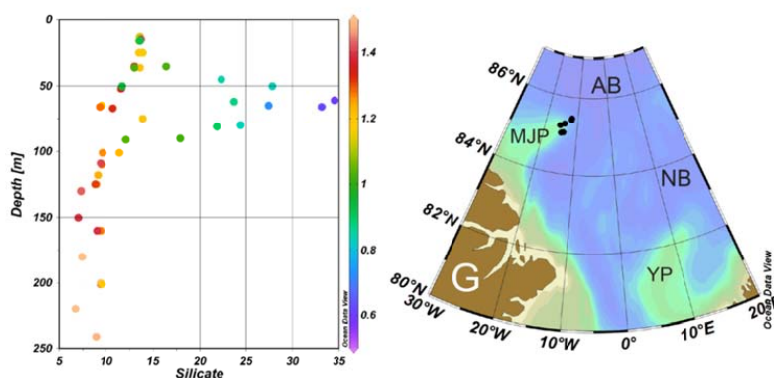 0
50
100
150
200
250
Depth [m]
5
10
15
20
25
30
35
Silicate
Ocean Data View
1.4
1.2
1
0.8
0.6
86°N
84°N
82°N
80°N
30°W
20°W
10°W
0°
10°E
20°E
AB
MJP
NB
YP
G
Ocean Data View